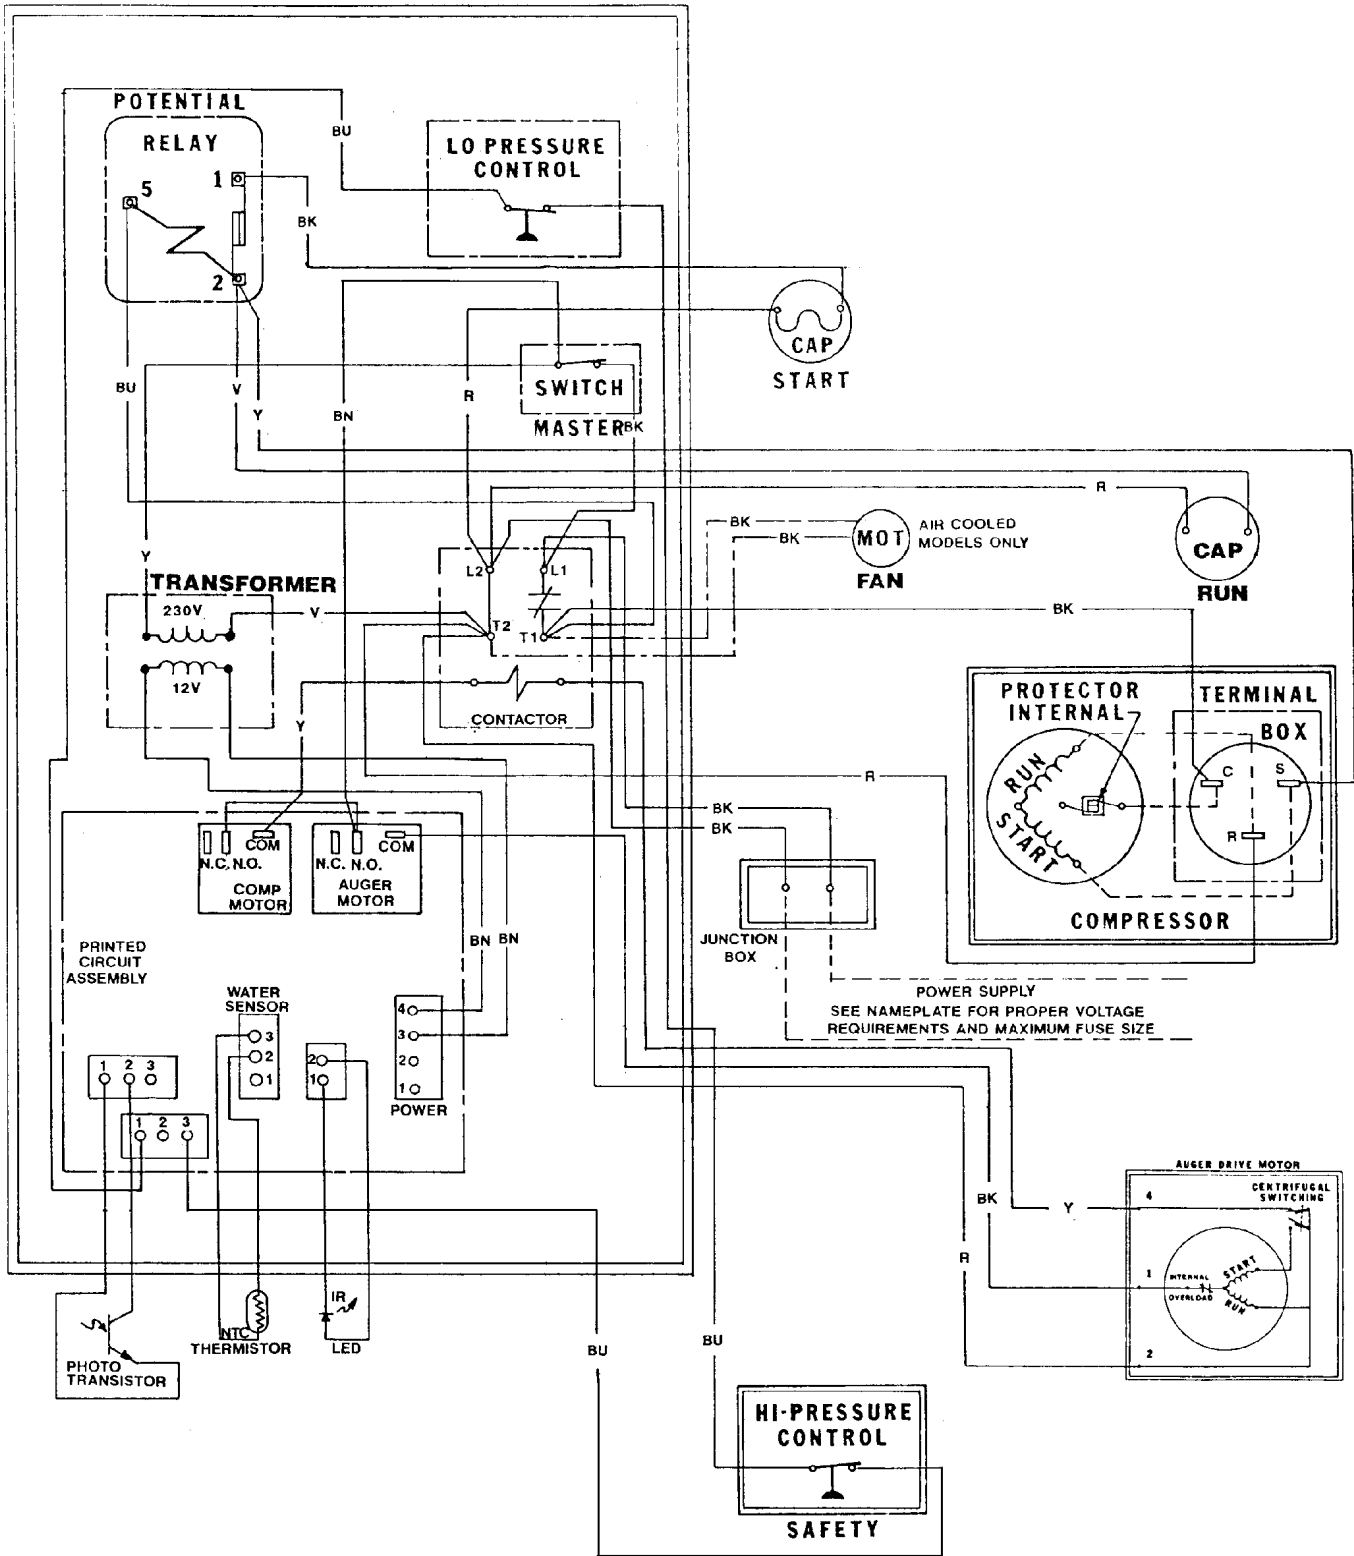 POTENTIAL
RELAY
1
5
2
BU
LO PRESSURE
CONTROL
BK
CAP
START
SWITCH
MASTER
BK
BU
V
Y
BN
R
R
CAP
RUN
BK
BK
MOT
FAN
AIR COOLED
MODELS ONLY
Y
TRANSFORMER
230V
12V
V
L2
L1
T2
T1
CONTACTOR
BK
Y
PROTECTOR
INTERNAL
TERMINAL
BOX
RUN
START
C
S
R
COMPRESSOR
R
BK
BK
JUNCTION
BOX
N.C.
N.O.
COM
COMP
MOTOR
N.C.
N.O.
COM
AUGER
MOTOR
BN
BN
PRINTED
CIRCUIT
ASSEMBLY
WATER
SENSOR
3
2
1
2
1
4
3
2
1
POWER
1
2
3
1
2
3
POWER SUPPLY
SEE NAMEPLATE FOR PROPER VOLTAGE
REQUIREMENTS AND MAXIMUM FUSE SIZE
AUGER DRIVE MOTOR
CENTRIFUGAL
SWITCHING
4
1
2
INTERNAL
OVERLOAD
START
RUN
BK
Y
R
IR
LED
NTC
THERMISTOR
PHOTO
TRANSISTOR
BU
BU
HI-PRESSURE
CONTROL
SAFETY